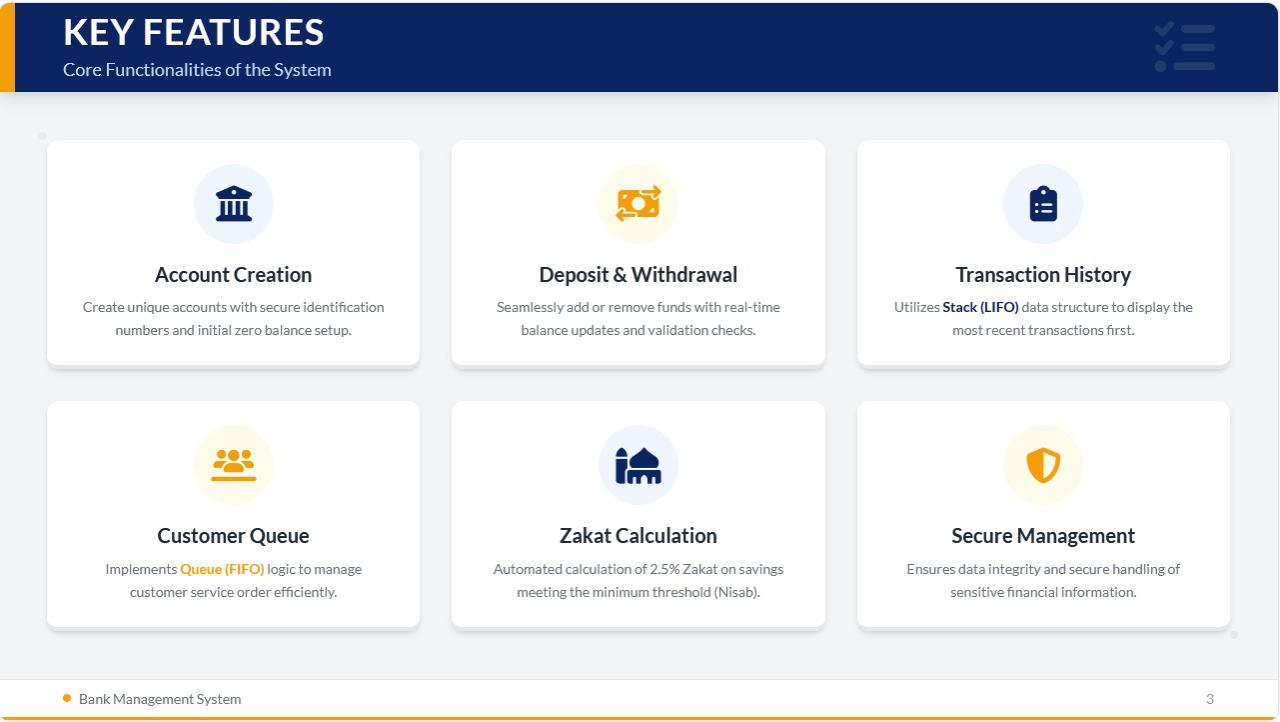 KEY FEATURES
Core Functionalities of the System
Account Creation
Create unique accounts with secure identification
numbers and initial zero balance setup.
Deposit & Withdrawal
Seamlessly add or remove funds with real-time
balance updates and validation checks.
Transaction History
Utilizes Stack (LIFO) data structure to display the
most recent transactions first.
Customer Queue
Implements Queue (FIFO) logic to manage
customer service order efficiently.
Zakat Calculation
Automated calculation of 2.5% Zakat on savings
meeting the minimum threshold (Nisab).
Secure Management
Ensures data integrity and secure handling of
sensitive financial information.
Bank Management System
3